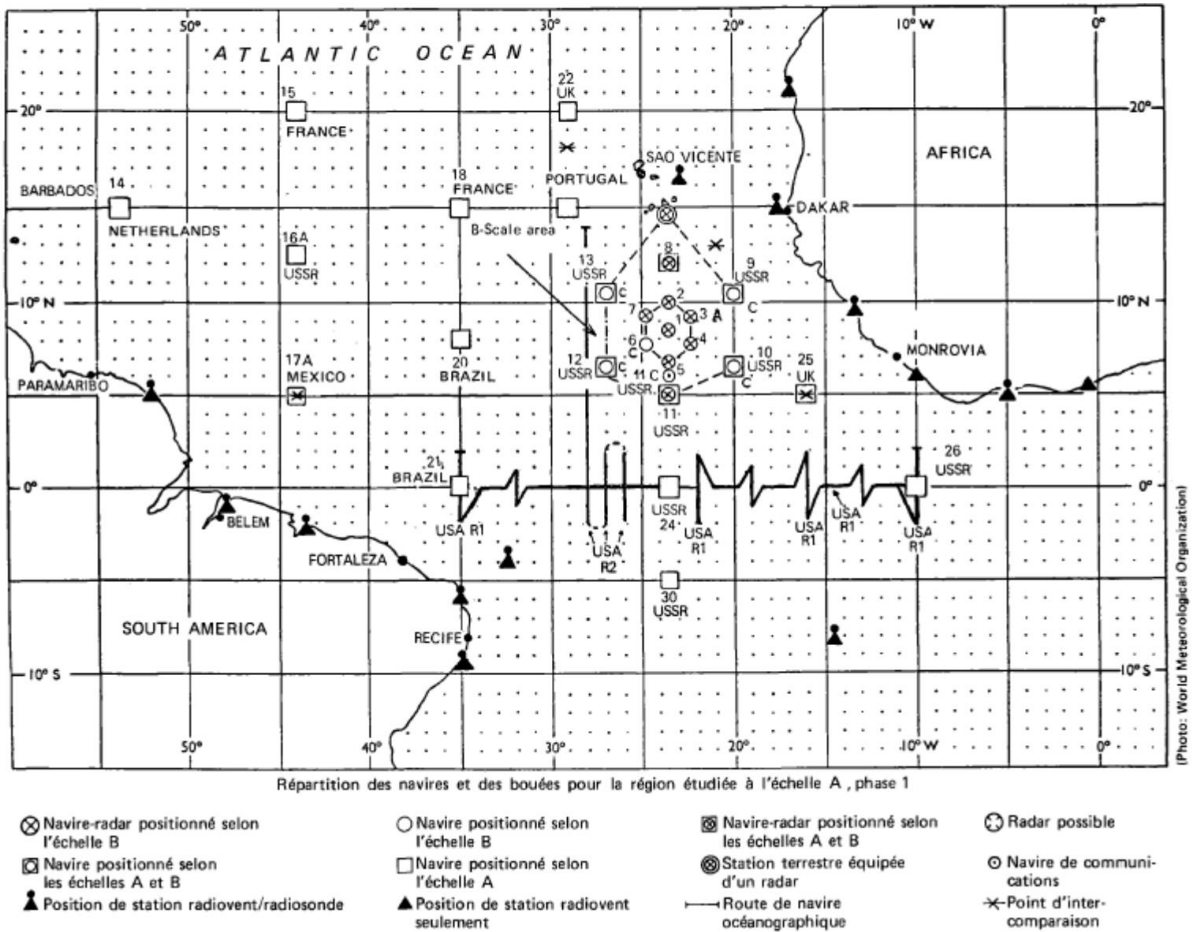 50°
40°
30°
20°
10° W
0°
ATLANTIC OCEAN
22
UK
15
20°
20°
FRANCE
SAO VICENTE
AFRICA
18
FRANCE
PORTUGAL
BARBADOS
14
DAKAR
NETHERLANDS
B-Scale area
16A
USSR
13
USSR
8
9
USSR
C
2
C
10° N
10° N
7
1
3
A
6
C
4
MONROVIA
12
USSR
C
5
10
USSR
C
11
USSR
C
25
UK
20
BRAZIL
17A
MEXICO
PARAMARIBO
11
USSR
21
BRAZIL
26
USSR
0°
0°
USSR
24
USA R1
USA
R2
USA
R1
USA
R1
USA
R1
USA
R1
BELEM
FORTALEZA
30
USSR
SOUTH AMERICA
RECIFE
10° S
10° S
50°
40°
30°
20°
10° W
0°
(Photo: World Meteorological Organization)
Répartition des navires et des bouées pour la région étudiée à l'échelle A, phase 1
Navire-radar positionné selon
l'échelle B
Navire positionné selon
l'échelle B
Navire-radar positionné selon
les échelles A et B
Radar possible
Navire positionné selon
les échelles A et B
Navire positionné selon
l'échelle A
Station terrestre équipée
d'un radar
Navire de communi-
cations
Position de station radiovent/radiosonde
Position de station radiovent
seulement
Route de navire
océanographique
Point d'inter-
comparaison